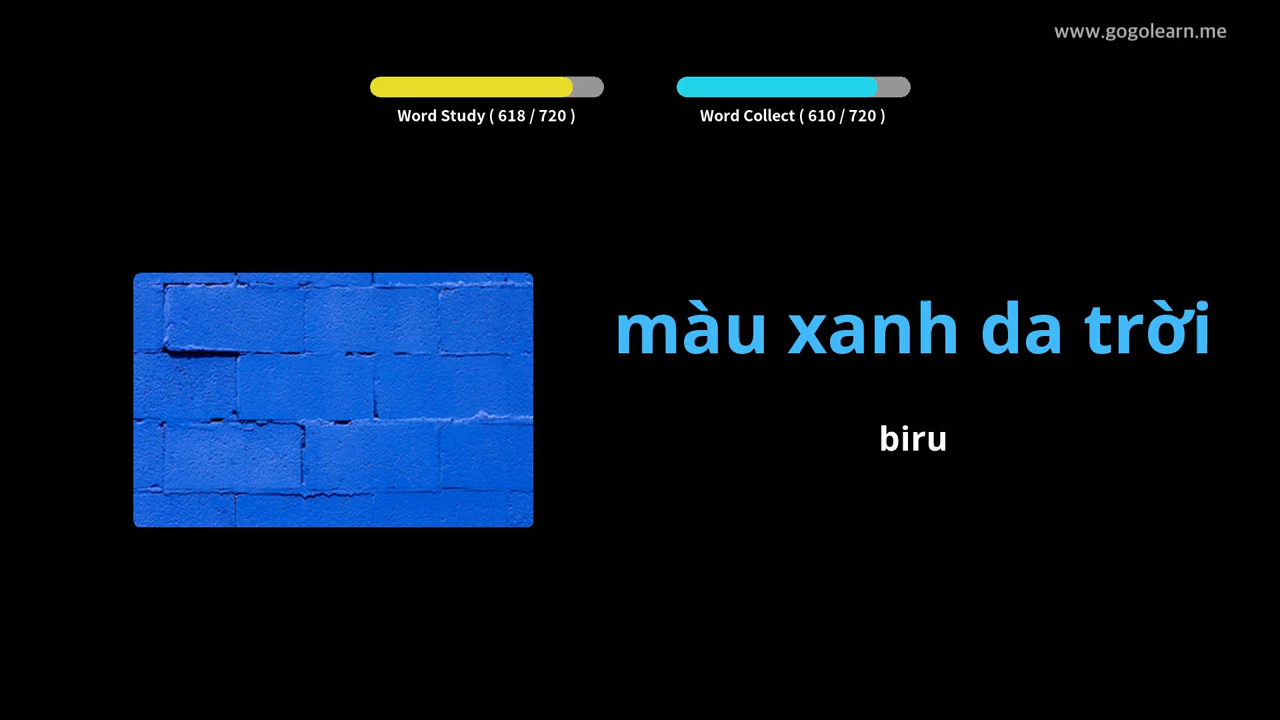 www.gogolearn.me
Word Study ( 618 / 720 )
Word Collect ( 610 / 720 )
màu xanh da trời
biru